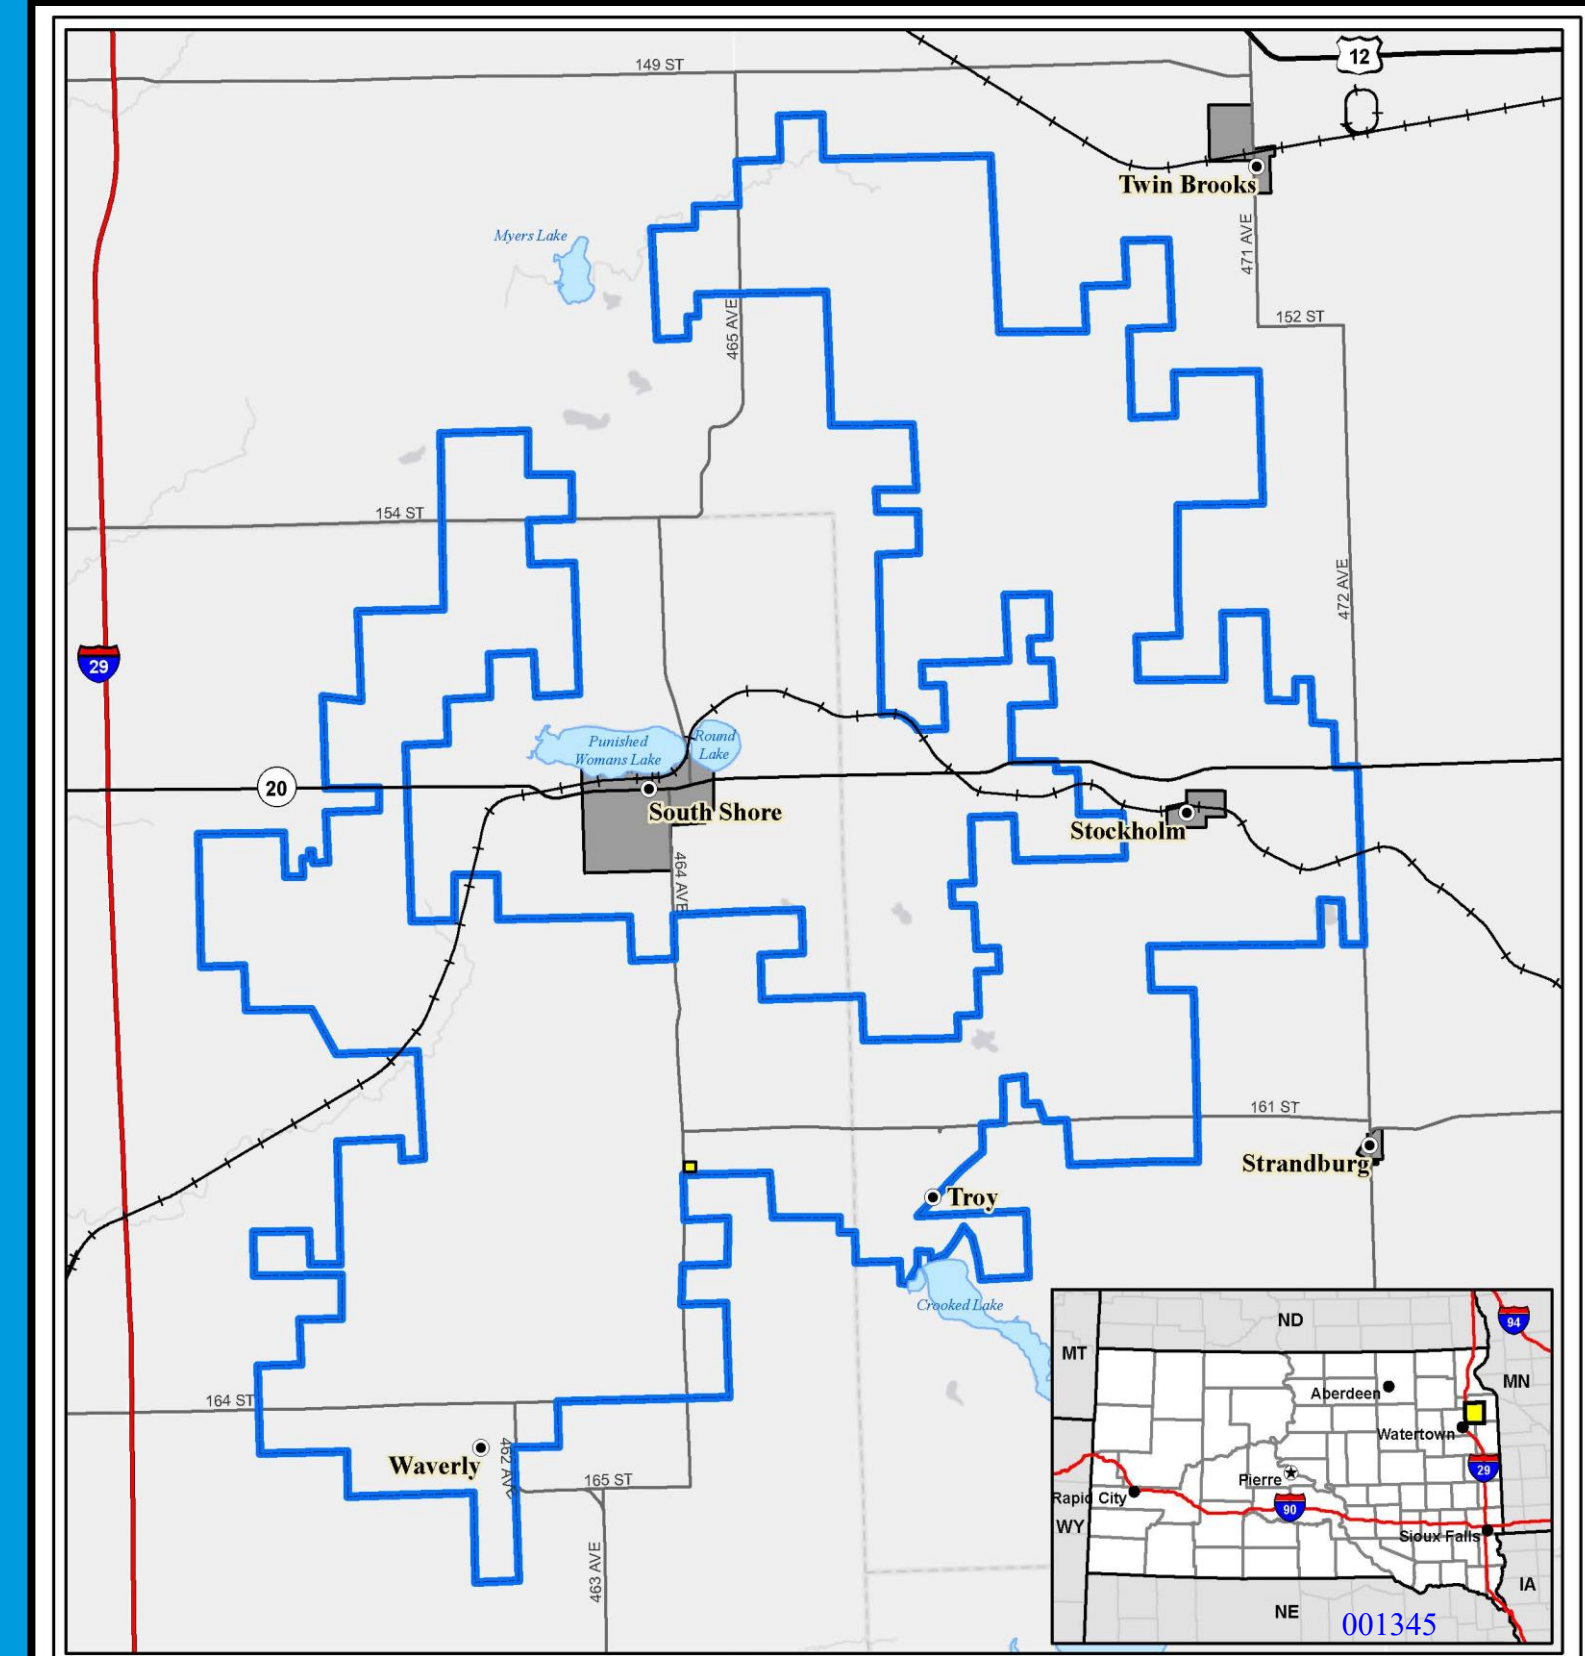 149 ST
12
Twin Brooks
Myers Lake
471 AVE
465 AVE
152 ST
154 ST
472 AVE
29
Punished
Womans Lake
Round
Lake
20
South Shore
Stockholm
464 AVE
161 ST
Strandburg
Troy
Crooked Lake
164 ST
Waverly
462 AVE
165 ST
463 AVE
ND
94
MT
MN
Aberdeen
Watertown
29
Pierre
Rapid City
90
WY
Sioux Falls
IA
NE
001345